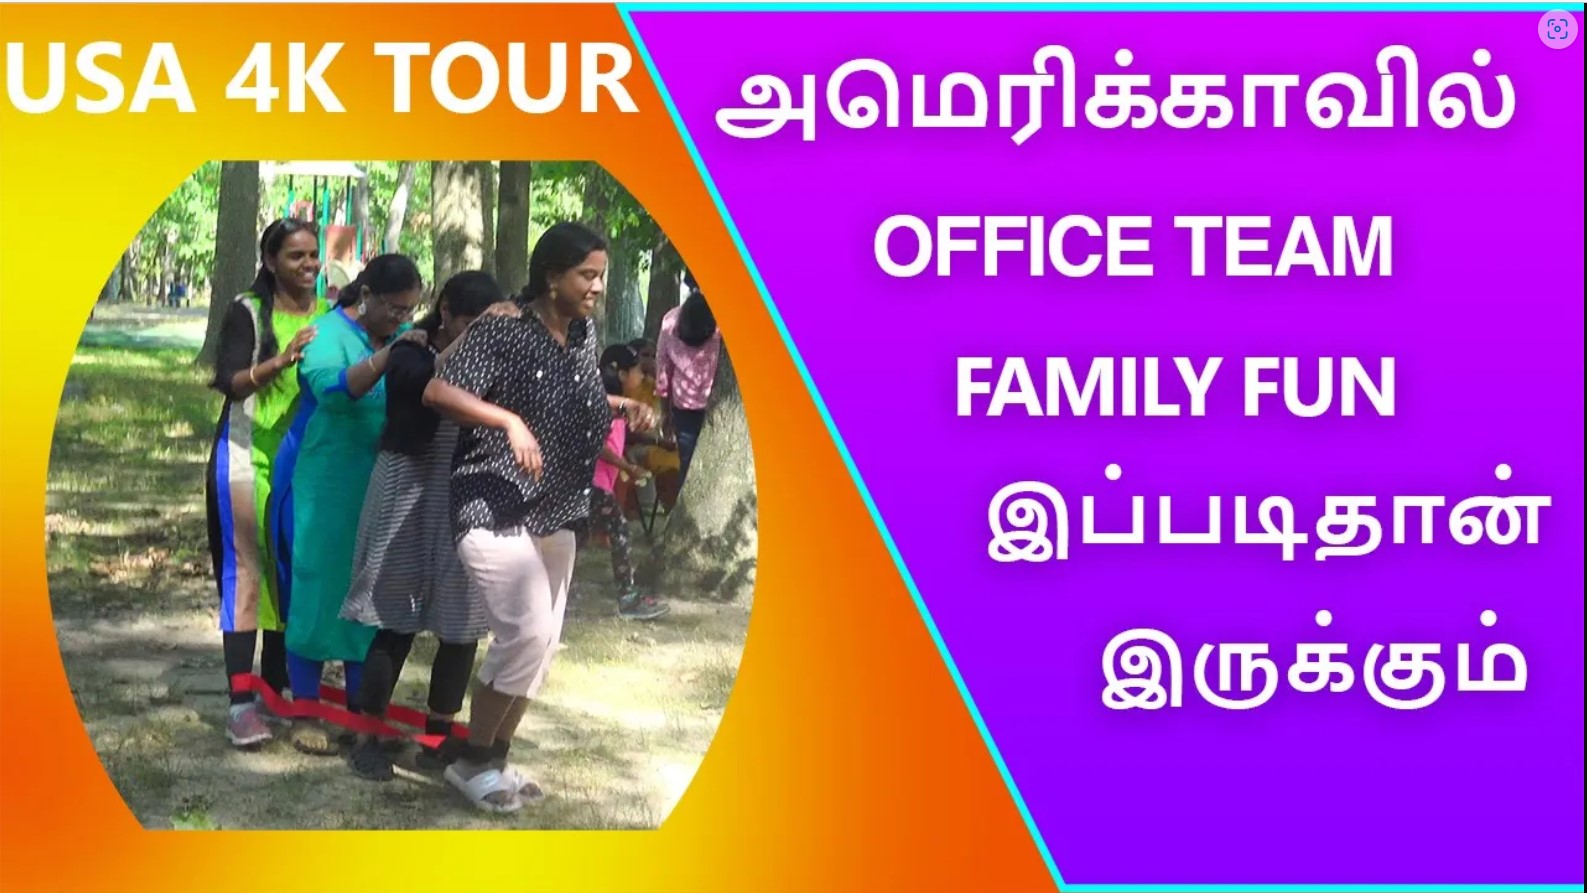 USA 4K TOUR
அமெரிக்காவில்
OFFICE TEAM
FAMILY FUN
இப்படிதான்
இருக்கும்